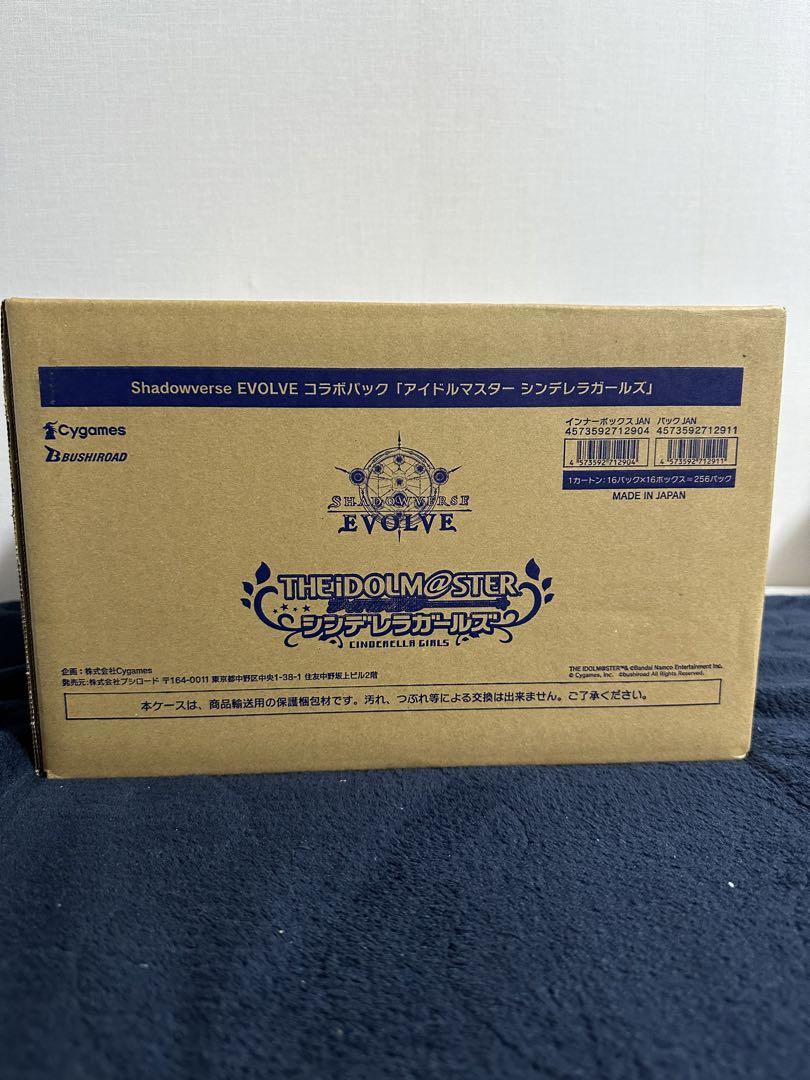 Shadowverse EVOLVE コラボパック「アイドルマスター シンデレラガールズ」
Cygames
BUSHIROAD
インナーボックス JAN パック JAN
4573592712904 4573592712911
4 573592 712904 4 573592 712911
1カートン:16パック×16ボックス=256パック
MADE IN JAPAN
SHADOWVERSE
EVOLVE
THE iDOLM@STER
シンデレラガールズ
CINDERELLA GIRLS
企画:株式会社Cygames
発売元:株式会社ブシロード 〒164-0011 東京都中野区中央1-38-1 住友中野坂上ビル2階
THE IDOLM@STER™& ©Bandai Namco Entertainment Inc.
© Cygames, Inc. ©bushiroad All Rights Reserved.
本ケースは、商品輸送用の保護梱包材です。汚れ、つぶれ等による交換は出来ません。ご了承ください。